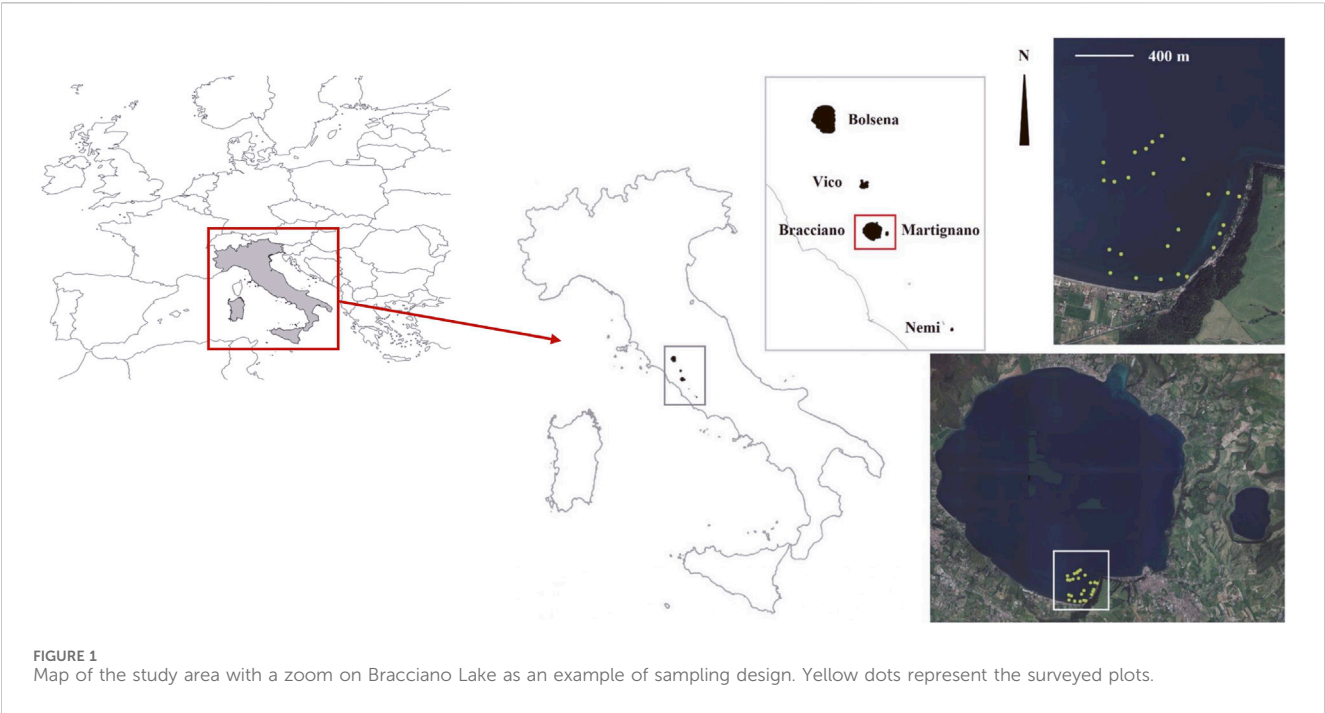 N
400 m
Bolsena
Vico
Bracciano
Martignano
Nemi
FIGURE 1
Map of the study area with a zoom on Bracciano Lake as an example of sampling design. Yellow dots represent the surveyed plots.